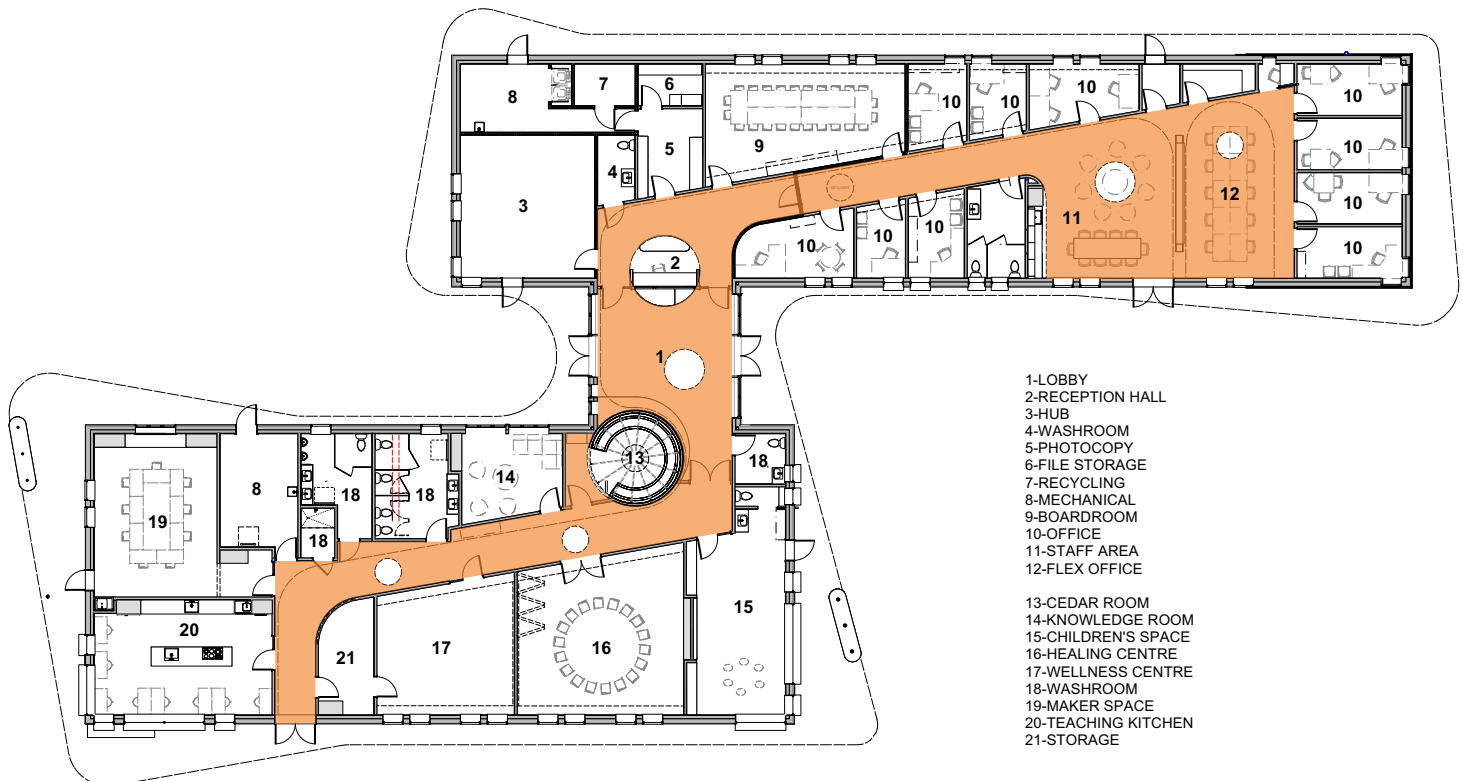 7
6
8
10
10
10
10
9
5
10
4
10
12
3
11
10
10
10
10
2
1
1-LOBBY
2-RECEPTION HALL
3-HUB
4-WASHROOM
5-PHOTOCOPY
6-FILE STORAGE
7-RECYCLING
8-MECHANICAL
9-BOARDROOM
10-OFFICE
11-STAFF AREA
12-FLEX OFFICE
13-CEDAR ROOM
14-KNOWLEDGE ROOM
15-CHILDREN'S SPACE
16-HEALING CENTRE
17-WELLNESS CENTRE
18-WASHROOM
19-MAKER SPACE
20-TEACHING KITCHEN
21-STORAGE
13
18
14
8
18
18
19
18
15
20
17
16
21